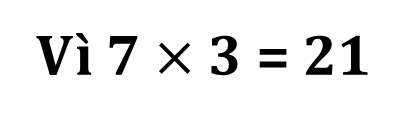 Vì 7 × 3 = 21